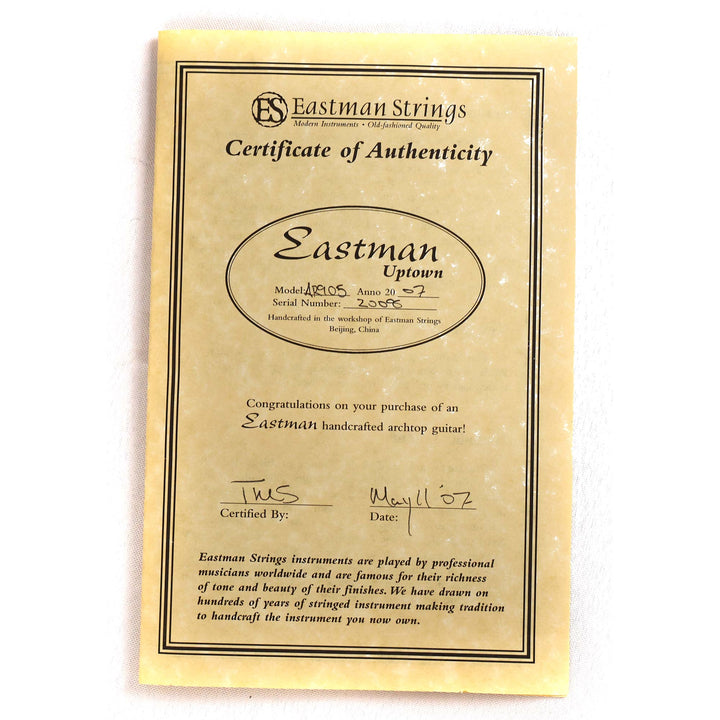 ES Eastman Strings
Modern Instruments • Old-fashioned Quality
Certificate of Authenticity
Eastman
Uptown
Model: AR905 Anno 20 07
Serial Number: 20096
Handcrafted in the workshop of Eastman Strings
Beijing, China
Congratulations on your purchase of an
Eastman handcrafted archtop guitar!
TMS
May 11 '07
Certified By:
Date:
Eastman Strings instruments are played by professional
musicians worldwide and are famous for their richness
of tone and beauty of their finishes. We have drawn on
hundreds of years of stringed instrument making tradition
to handcraft the instrument you now own.